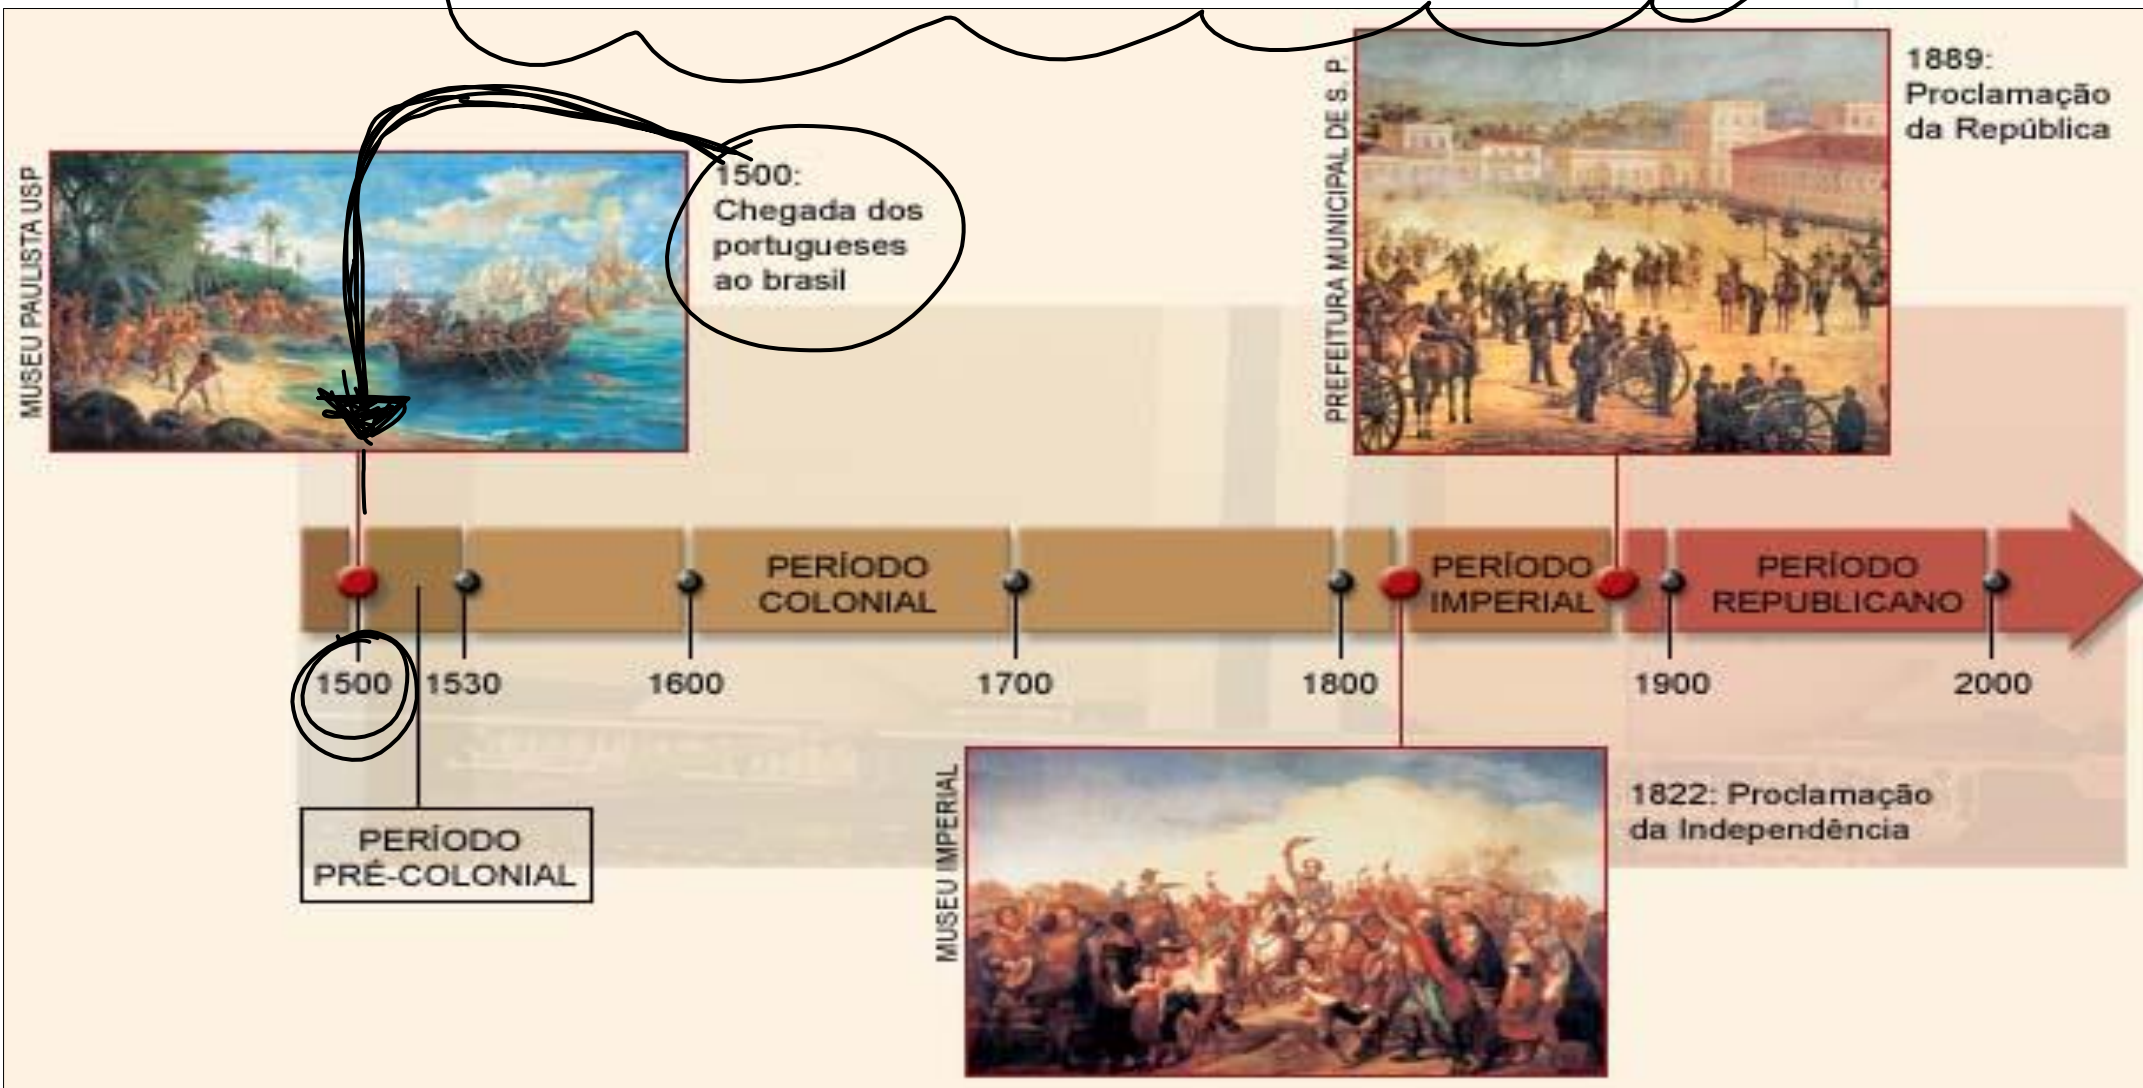 MUSEU PAULISTA USP
1500:
Chegada dos
portugueses
ao brasil
PREFEITURA MUNICIPAL DE S. P.
1889:
Proclamação
da República
PERÍODO
COLONIAL
PERÍODO
IMPERIAL
PERÍODO
REPUBLICANO
1500 1530 1600 1700 1800 1900 2000
PERÍODO
PRÉ-COLONIAL
MUSEU IMPERIAL
1822: Proclamação
da Independência